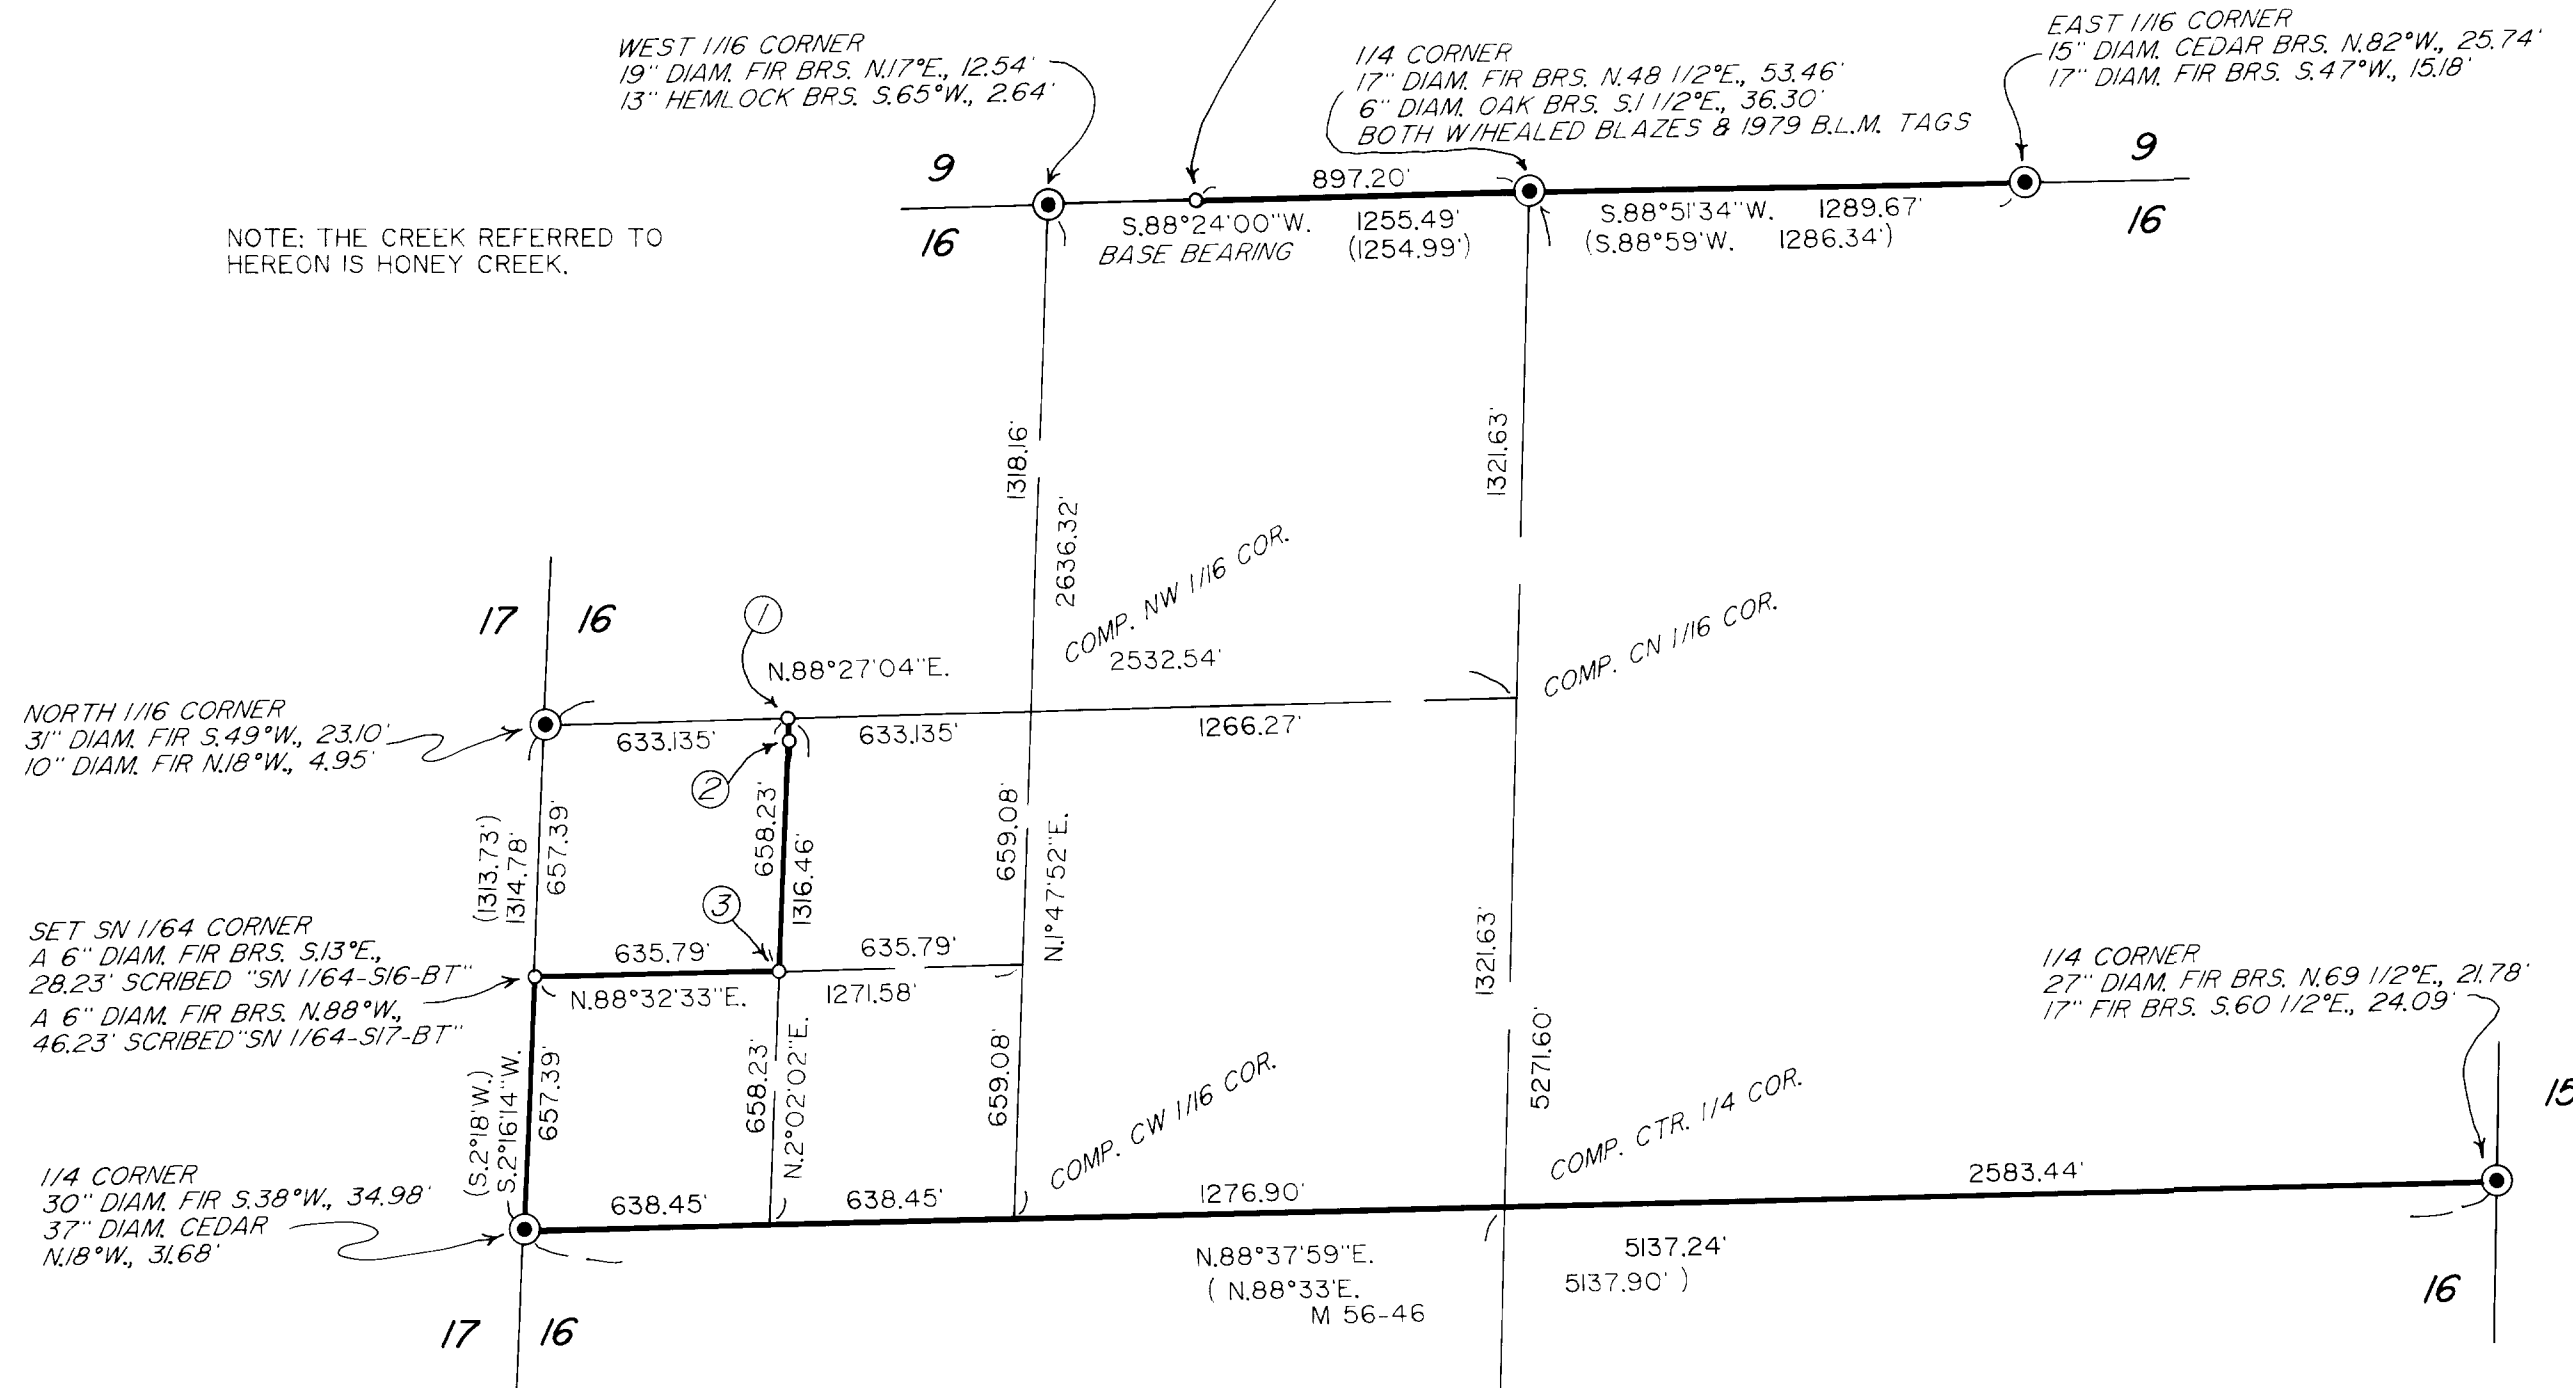 WEST 1/16 CORNER
19" DIAM. FIR BRS. N.17°E., 12.54'
13" HEMLOCK BRS. S.65°W., 2.64'
1/4 CORNER
17" DIAM. FIR BRS. N.48 1/2°E., 53.46'
6" DIAM. OAK BRS. S.1 1/2°E., 36.30'
BOTH W/HEALED BLAZES & 1979 B.L.M. TAGS
EAST 1/16 CORNER
15" DIAM. CEDAR BRS. N.82°W., 25.74'
17" DIAM. FIR BRS. S.47°W., 15.18'
9
9
897.20'
16
16
S.88°24'00"W. 1255.49'
BASE BEARING (1254.99')
S.88°51'34"W. 1289.67'
(S.88°59'W. 1286.34')
NOTE: THE CREEK REFERRED TO
HEREON IS HONEY CREEK.
1318.16'
2636.32'
1321.63'
COMP. NW 1/16 COR.
COMP. CN 1/16 COR.
17
16
1
N.88°27'04"E.
2532.54'
NORTH 1/16 CORNER
31" DIAM. FIR S.49°W., 23.10'
10" DIAM. FIR N.18°W., 4.95'
633.135'
633.135'
1266.27'
2
(1313.73')
1314.78'
657.39'
658.23'
1316.46'
659.08'
N.1°47'52"E.
3
SET SN 1/64 CORNER
A 6" DIAM. FIR BRS. S.13°E.,
28.23' SCRIBED "SN 1/64-S16-BT"
A 6" DIAM. FIR BRS. N.88°W.,
46.23' SCRIBED "SN 1/64-S17-BT"
635.79'
635.79'
N.88°32'33"E.
1271.58'
1321.63'
5271.60'
(S.2°18'W.)
S.2°16'14"W.
657.39'
658.23'
N.2°02'02"E.
659.08'
COMP. CW 1/16 COR.
COMP. CTR. 1/4 COR.
1/4 CORNER
27" DIAM. FIR BRS. N.69 1/2°E., 21.78'
17" FIR BRS. S.60 1/2°E., 24.09'
15
1/4 CORNER
30" DIAM. FIR S.38°W., 34.98'
37" DIAM. CEDAR
N.18°W., 31.68'
638.45'
638.45'
1276.90'
2583.44'
N.88°37'59"E. 5137.24'
( N.88°33'E. 5137.90' )
M 56-46
17
16
16